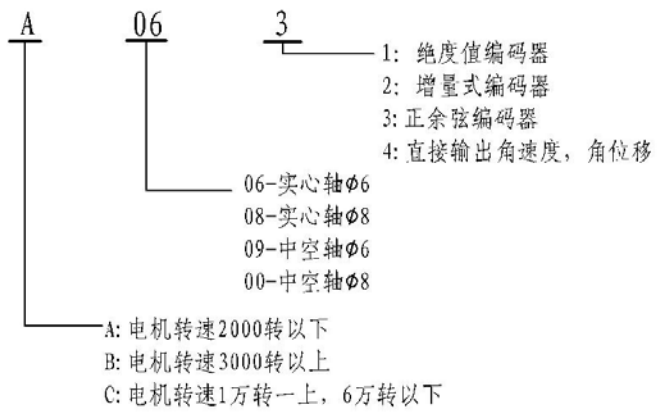 A 06 3
1: 绝度值编码器
2: 增量式编码器
3: 正余弦编码器
4: 直接输出角速度, 角位移
06-实心轴Φ6
08-实心轴Φ8
09-中空轴Φ6
00-中空轴Φ8
A: 电机转速2000转以下
B: 电机转速3000转以上
C: 电机转速1万转一上, 6万转以下